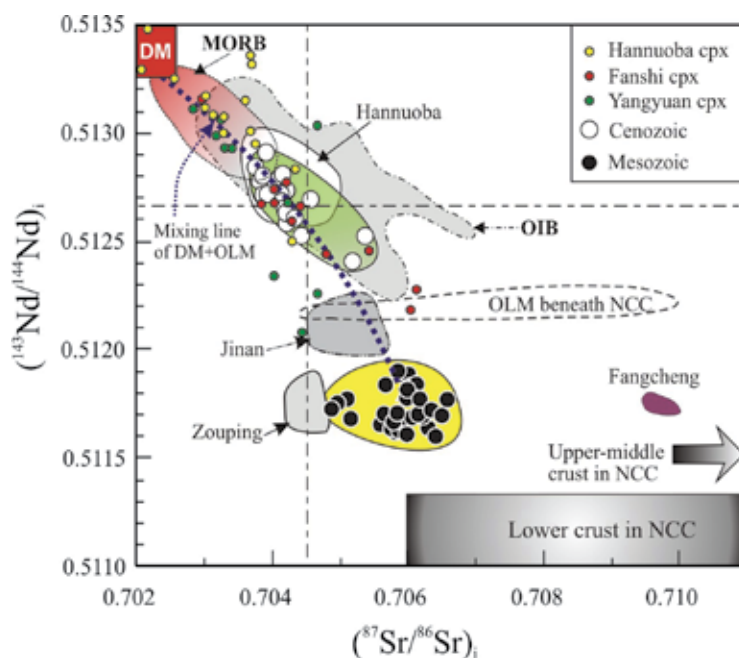 0.5135
DM
MORB
Hannuoba cpx
Fanshi cpx
Yangyuan cpx
Cenozoic
Mesozoic
Hannuoba
0.5130
Mixing line
of DM+OLM
0.5125
OIB
OLM beneath NCC
0.5120
Jinan
Fangcheng
Zouping
0.5115
Upper-middle
crust in NCC
Lower crust in NCC
0.5110
0.702 0.704 0.706 0.708 0.710
(¹⁴³Nd/¹⁴⁴Nd)ᵢ
(⁸⁷Sr/⁸⁶Sr)ᵢ